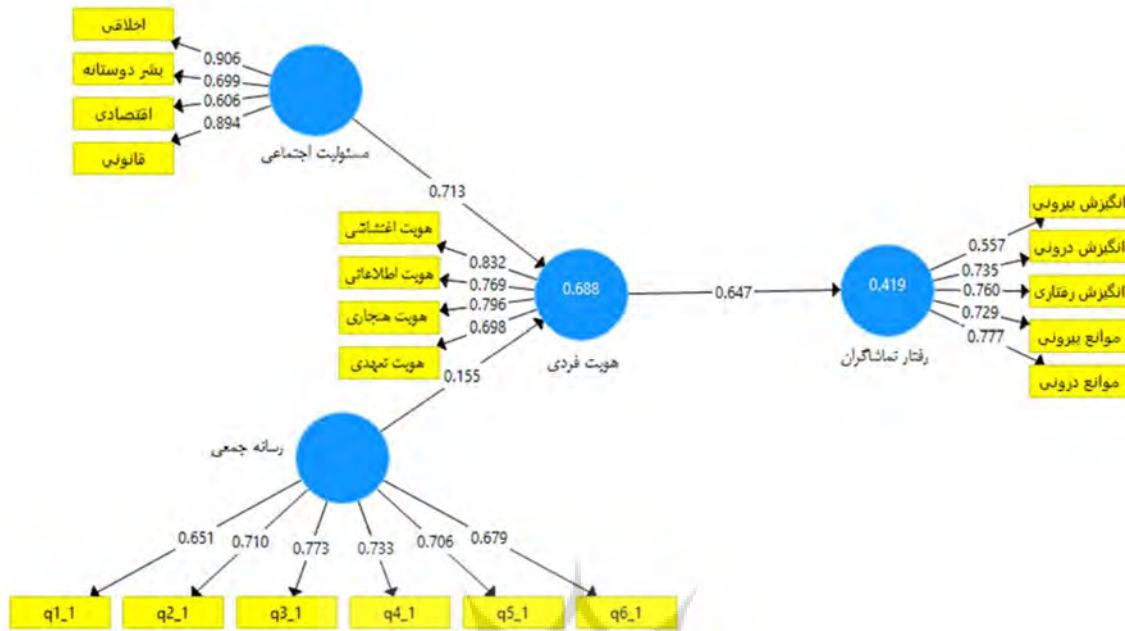 اخلاقی
0.906
بشر دوستانه
0.699
اقتصادی
0.606
قانونی
0.894
مسئولیت اجتماعی
0.713
هویت اغتشاشی
0.832
هویت اطلاعاتی
0.769
هویت هنجاری
0.796
هویت تعهدی
0.698
0.688
هویت فردی
0.155
0.647
0.419
رفتار تماشاگران
انگیزش بیرونی
0.557
انگیزش درونی
0.735
انگیزش رفتاری
0.760
موانع بیرونی
0.729
موانع درونی
0.777
رسانه جمعی
0.651
0.710
0.773
0.733
0.706
0.679
q1_1
q2_1
q3_1
q4_1
q5_1
q6_1